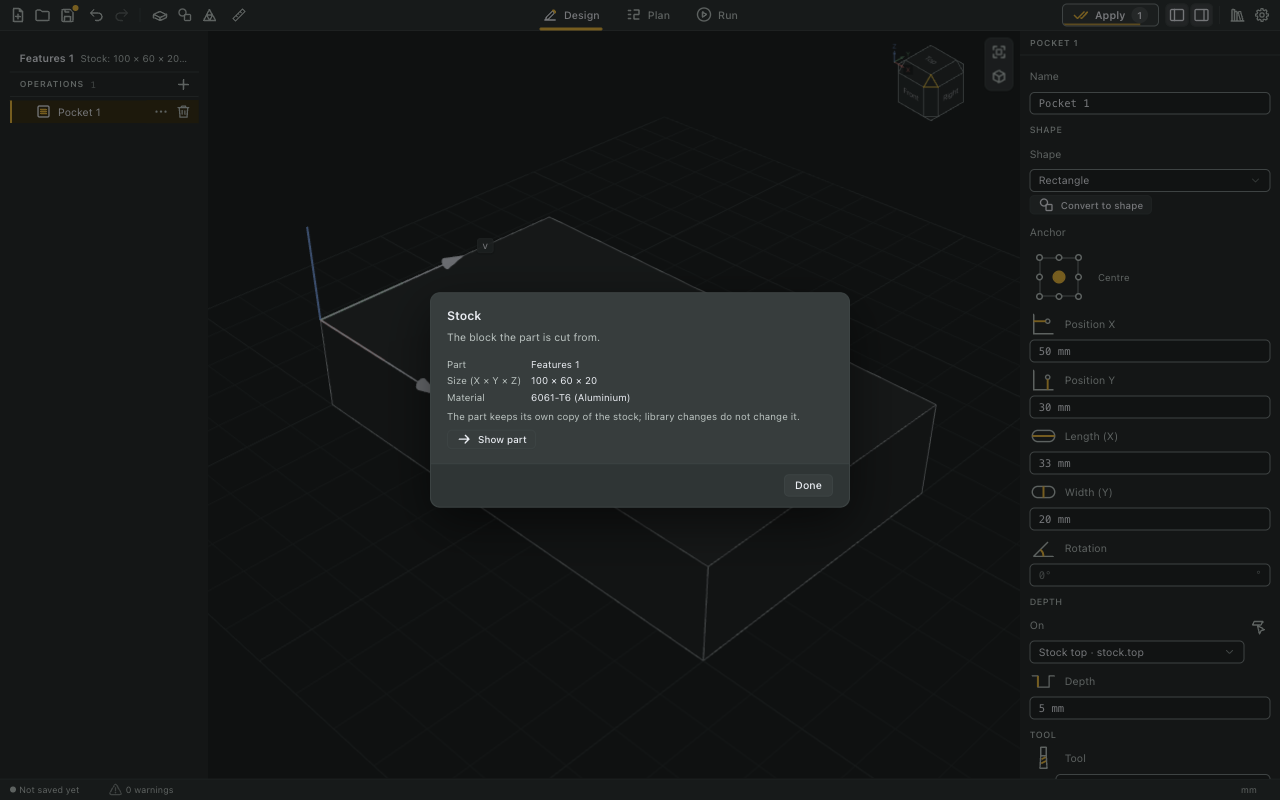 Design
Plan
Run
Apply 1
Features 1 Stock: 100 × 60 × 20...
OPERATIONS 1
Pocket 1
Top
Front
Right
v
Stock
The block the part is cut from.
Part Features 1
Size (X × Y × Z) 100 × 60 × 20
Material 6061-T6 (Aluminium)
The part keeps its own copy of the stock; library changes do not change it.
Show part
Done
POCKET 1
Name
Pocket 1
SHAPE
Shape
Rectangle
Convert to shape
Anchor
Centre
Position X
50 mm
Position Y
30 mm
Length (X)
33 mm
Width (Y)
20 mm
Rotation
0° °
DEPTH
On
Stock top · stock.top
Depth
5 mm
TOOL
Tool
Not saved yet
0 warnings
mm